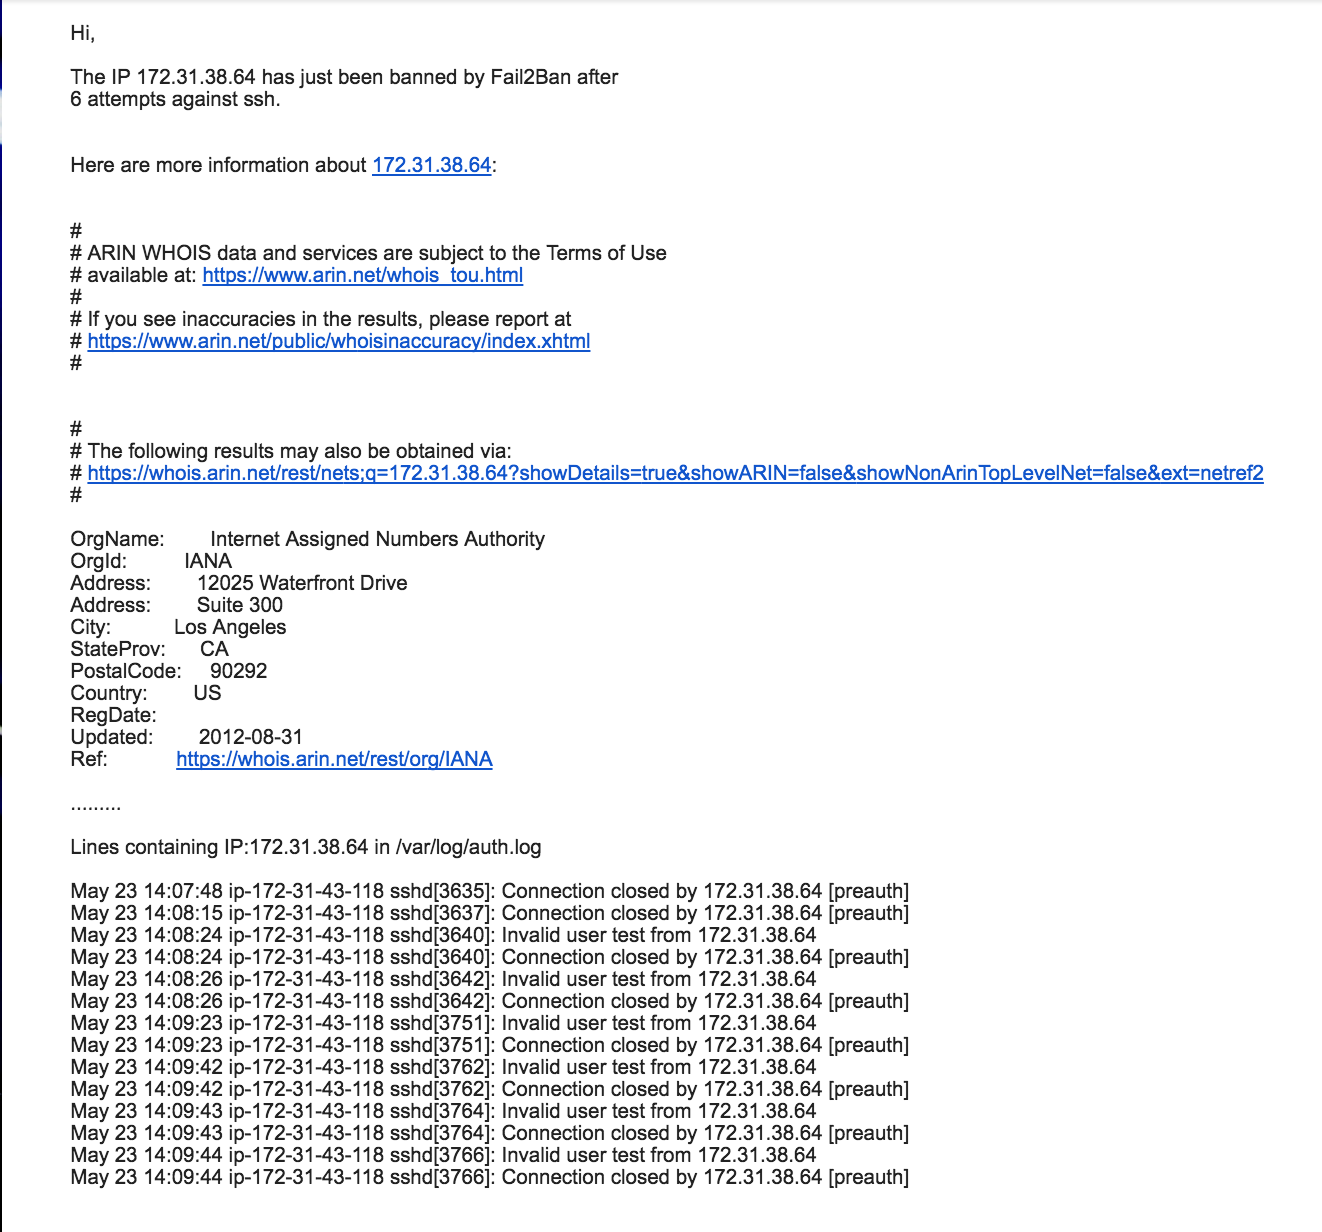 Hi,
The IP 172.31.38.64 has just been banned by Fail2Ban after
6 attempts against ssh.
Here are more information about 172.31.38.64:
#
# ARIN WHOIS data and services are subject to the Terms of Use
# available at: https://www.arin.net/whois_tou.html
#
# If you see inaccuracies in the results, please report at
# https://www.arin.net/public/whoisinaccuracy/index.xhtml
#
#
# The following results may also be obtained via:
# https://whois.arin.net/rest/nets;q=172.31.38.64?showDetails=true&showARIN=false&showNonArinTopLevelNet=false&ext=netref2
#
OrgName: Internet Assigned Numbers Authority
OrgId: IANA
Address: 12025 Waterfront Drive
Address: Suite 300
City: Los Angeles
StateProv: CA
PostalCode: 90292
Country: US
RegDate:
Updated: 2012-08-31
Ref: https://whois.arin.net/rest/org/IANA
.........
Lines containing IP:172.31.38.64 in /var/log/auth.log
May 23 14:07:48 ip-172-31-43-118 sshd[3635]: Connection closed by 172.31.38.64 [preauth]
May 23 14:08:15 ip-172-31-43-118 sshd[3637]: Connection closed by 172.31.38.64 [preauth]
May 23 14:08:24 ip-172-31-43-118 sshd[3640]: Invalid user test from 172.31.38.64
May 23 14:08:24 ip-172-31-43-118 sshd[3640]: Connection closed by 172.31.38.64 [preauth]
May 23 14:08:26 ip-172-31-43-118 sshd[3642]: Invalid user test from 172.31.38.64
May 23 14:08:26 ip-172-31-43-118 sshd[3642]: Connection closed by 172.31.38.64 [preauth]
May 23 14:09:23 ip-172-31-43-118 sshd[3751]: Invalid user test from 172.31.38.64
May 23 14:09:23 ip-172-31-43-118 sshd[3751]: Connection closed by 172.31.38.64 [preauth]
May 23 14:09:42 ip-172-31-43-118 sshd[3762]: Invalid user test from 172.31.38.64
May 23 14:09:42 ip-172-31-43-118 sshd[3762]: Connection closed by 172.31.38.64 [preauth]
May 23 14:09:43 ip-172-31-43-118 sshd[3764]: Invalid user test from 172.31.38.64
May 23 14:09:43 ip-172-31-43-118 sshd[3764]: Connection closed by 172.31.38.64 [preauth]
May 23 14:09:44 ip-172-31-43-118 sshd[3766]: Invalid user test from 172.31.38.64
May 23 14:09:44 ip-172-31-43-118 sshd[3766]: Connection closed by 172.31.38.64 [preauth]